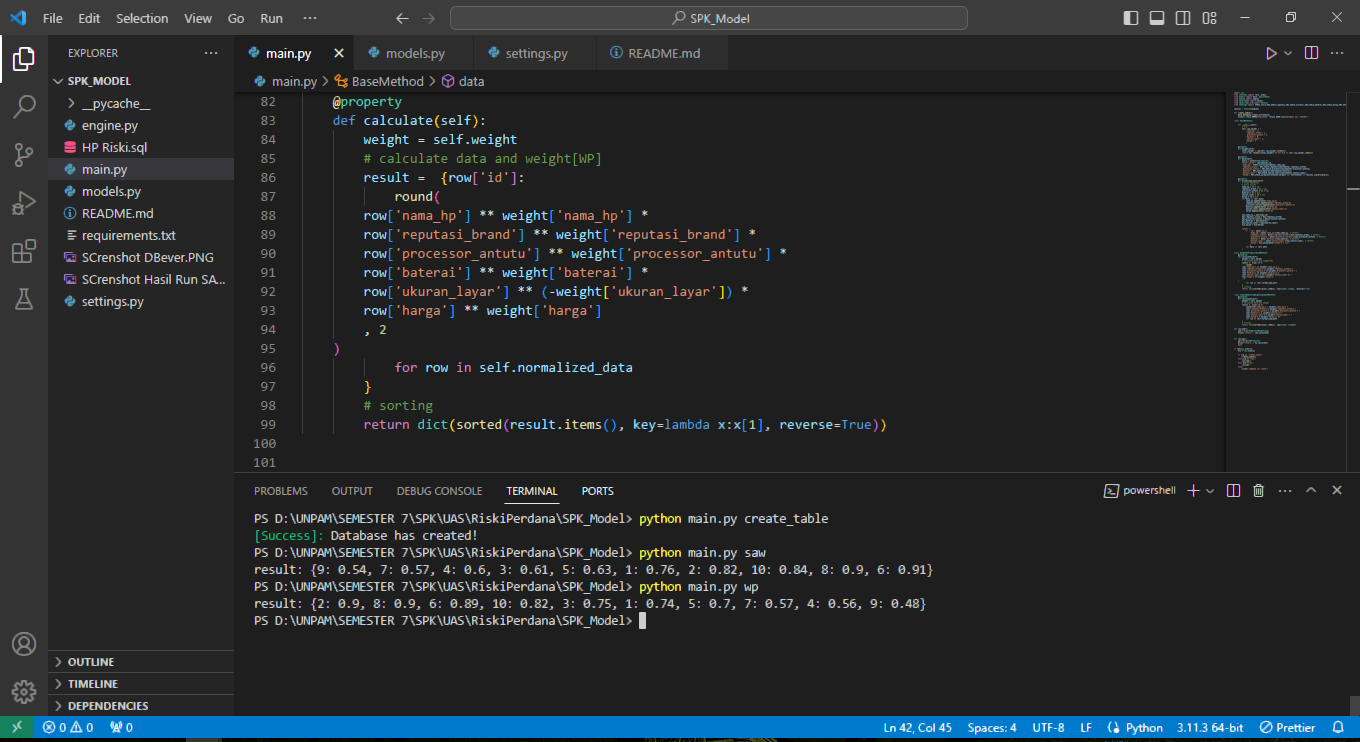 File Edit Selection View Go Run ··· SPK_Model
EXPLORER ···
SPK_MODEL
__pycache__
engine.py
HP Riski.sql
main.py
models.py
README.md
requirements.txt
SCrenshot DBever.PNG
SCrenshot Hasil Run SA...
settings.py
OUTLINE
TIMELINE
DEPENDENCIES
main.py models.py settings.py README.md
main.py > BaseMethod > data
82 @property
83 def calculate(self):
84 weight = self.weight
85 # calculate data and weight[WP]
86 result = {row['id']:
87 round(
88 row['nama_hp'] ** weight['nama_hp'] *
89 row['reputasi_brand'] ** weight['reputasi_brand'] *
90 row['processor_antutu'] ** weight['processor_antutu'] *
91 row['baterai'] ** weight['baterai'] *
92 row['ukuran_layar'] ** (-weight['ukuran_layar']) *
93 row['harga'] ** weight['harga']
94 , 2
95 )
96 for row in self.normalized_data
97 }
98 # sorting
99 return dict(sorted(result.items(), key=lambda x:x[1], reverse=True))
100
101
PROBLEMS OUTPUT DEBUG CONSOLE TERMINAL PORTS powershell
PS D:\UNPAM\SEMESTER 7\SPK\UAS\RiskiPerdana\SPK_Model> python main.py create_table
[Success]: Database has created!
PS D:\UNPAM\SEMESTER 7\SPK\UAS\RiskiPerdana\SPK_Model> python main.py saw
result: {9: 0.54, 7: 0.57, 4: 0.6, 3: 0.61, 5: 0.63, 1: 0.76, 2: 0.82, 10: 0.84, 8: 0.9, 6: 0.91}
PS D:\UNPAM\SEMESTER 7\SPK\UAS\RiskiPerdana\SPK_Model> python main.py wp
result: {2: 0.9, 8: 0.9, 6: 0.89, 10: 0.82, 3: 0.75, 1: 0.74, 5: 0.7, 7: 0.57, 4: 0.56, 9: 0.48}
PS D:\UNPAM\SEMESTER 7\SPK\UAS\RiskiPerdana\SPK_Model>
0 0 0 Ln 42, Col 45 Spaces: 4 UTF-8 LF Python 3.11.3 64-bit Prettier